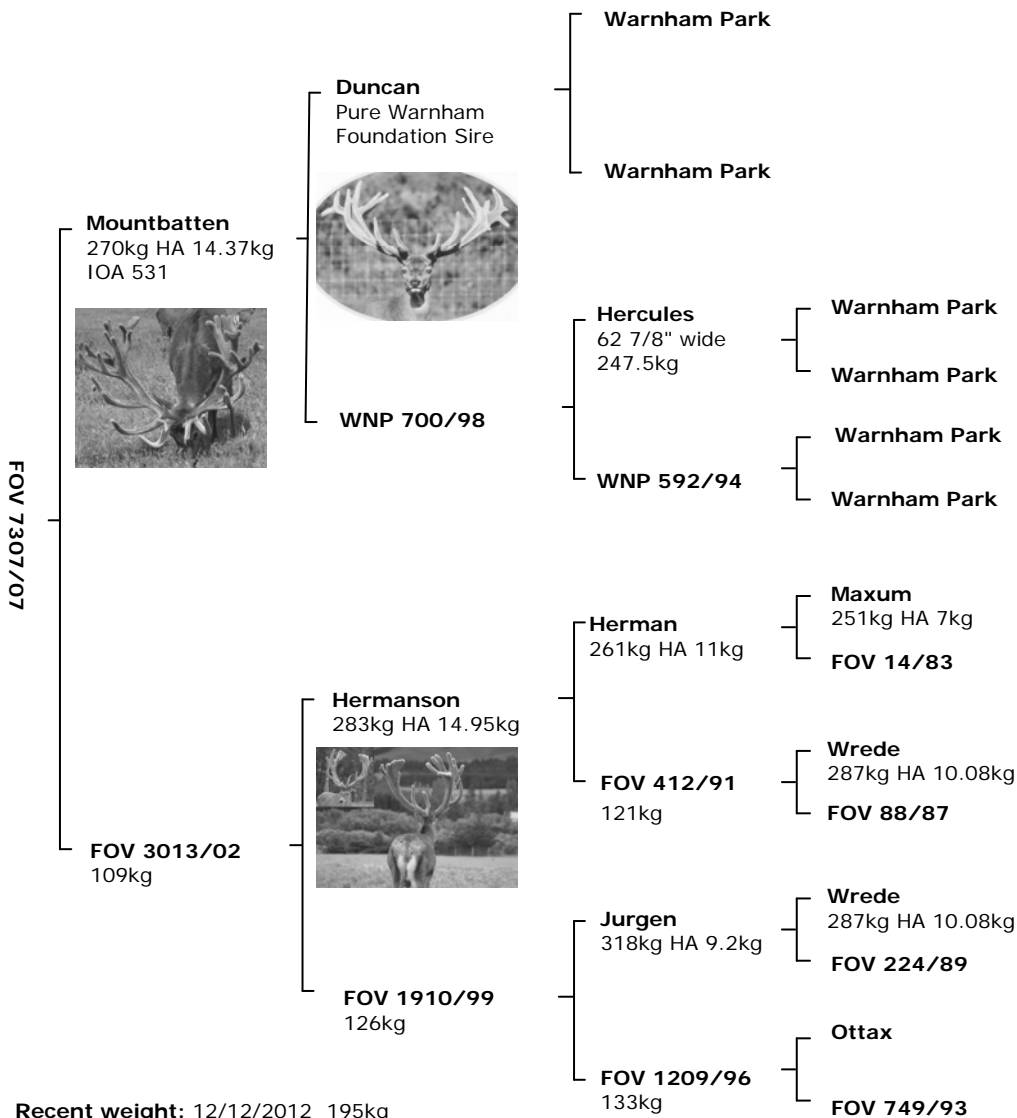 FOV 7307/07
Mountbatten
270kg HA 14.37kg
IOA 531
Duncan
Pure Warnham
Foundation Sire
Warnham Park
Warnham Park
WNP 700/98
Hercules
62 7/8" wide
247.5kg
Warnham Park
Warnham Park
WNP 592/94
Warnham Park
Warnham Park
FOV 3013/02
109kg
Hermanson
283kg HA 14.95kg
Herman
261kg HA 11kg
Maxum
251kg HA 7kg
FOV 14/83
FOV 412/91
121kg
Wrede
287kg HA 10.08kg
FOV 88/87
FOV 1910/99
126kg
Jurgen
318kg HA 9.2kg
Wrede
287kg HA 10.08kg
FOV 224/89
FOV 1209/96
133kg
Ottax
FOV 749/93
Recent weight: 12/12/2012 195kg